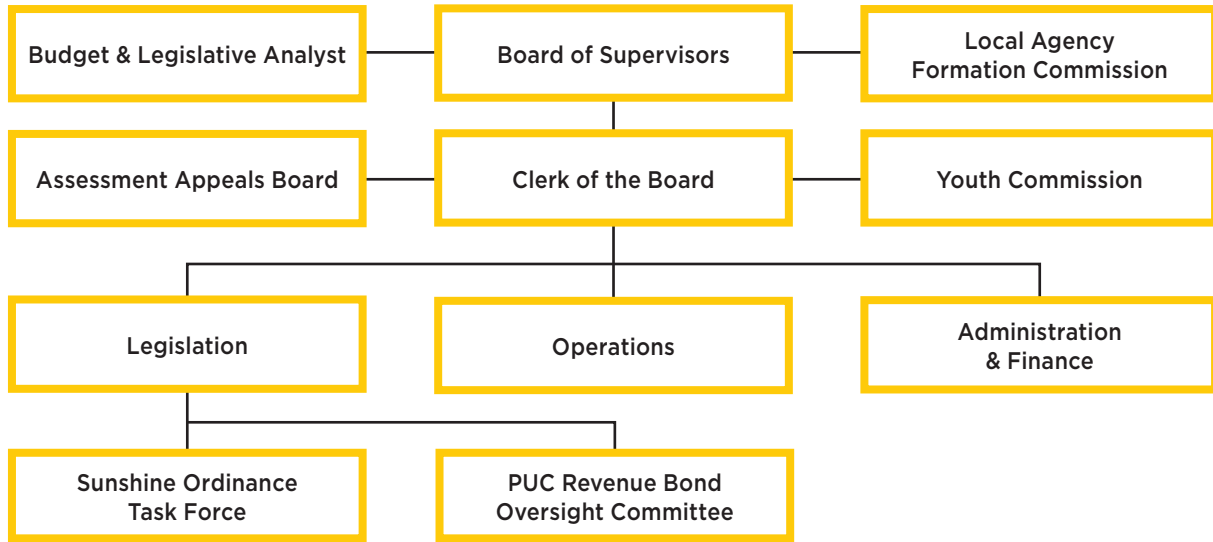 Budget & Legislative Analyst
Board of Supervisors
Local Agency
Formation Commission
Assessment Appeals Board
Clerk of the Board
Youth Commission
Legislation
Operations
Administration
& Finance
Sunshine Ordinance
Task Force
PUC Revenue Bond
Oversight Committee